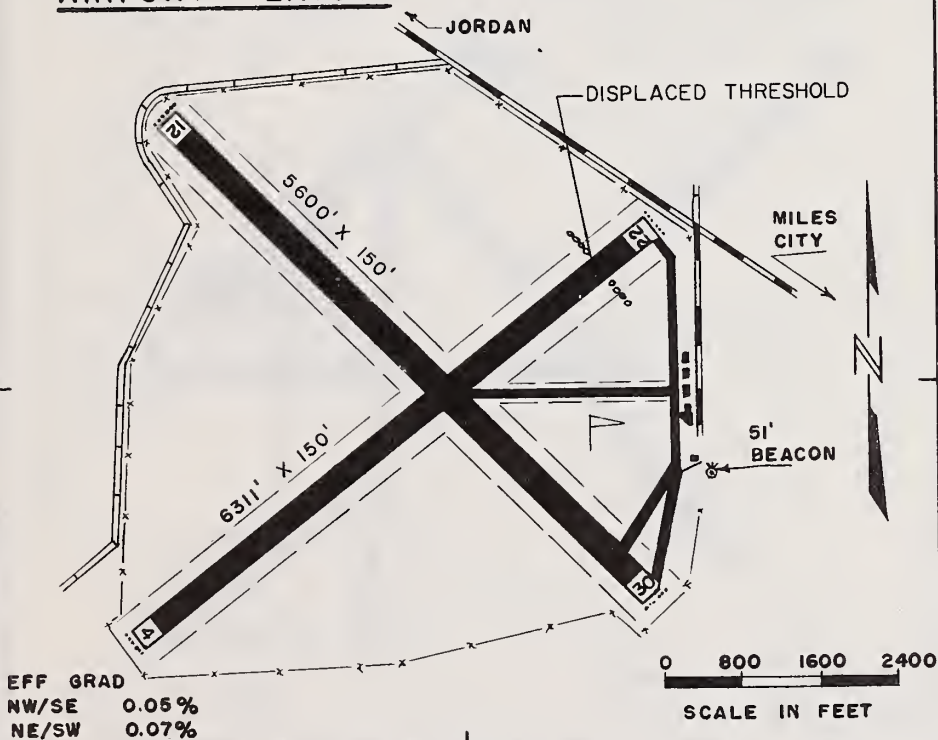 JORDAN
DISPLACED THRESHOLD
12
5600' X 150'
22
MILES
CITY
N
51'
BEACON
6311' X 150'
30
4
EFF GRAD
NW/SE 0.05%
NE/SW 0.07%
0 800 1600 2400
SCALE IN FEET